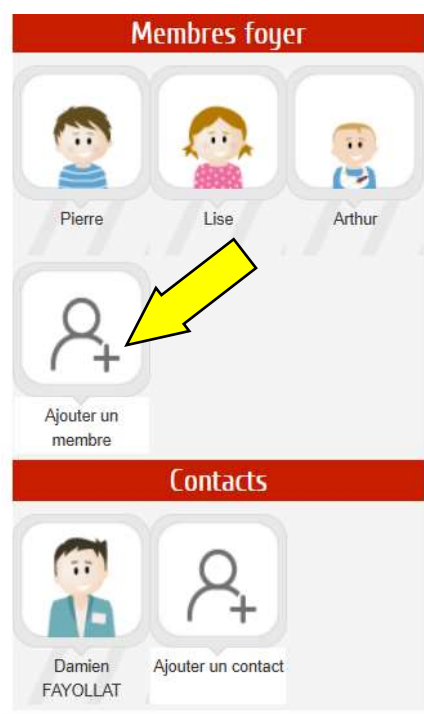 Membres foyer
Pierre
Lise
Arthur
Ajouter un
membre
Contacts
Damien
FAYOLLAT
Ajouter un contact